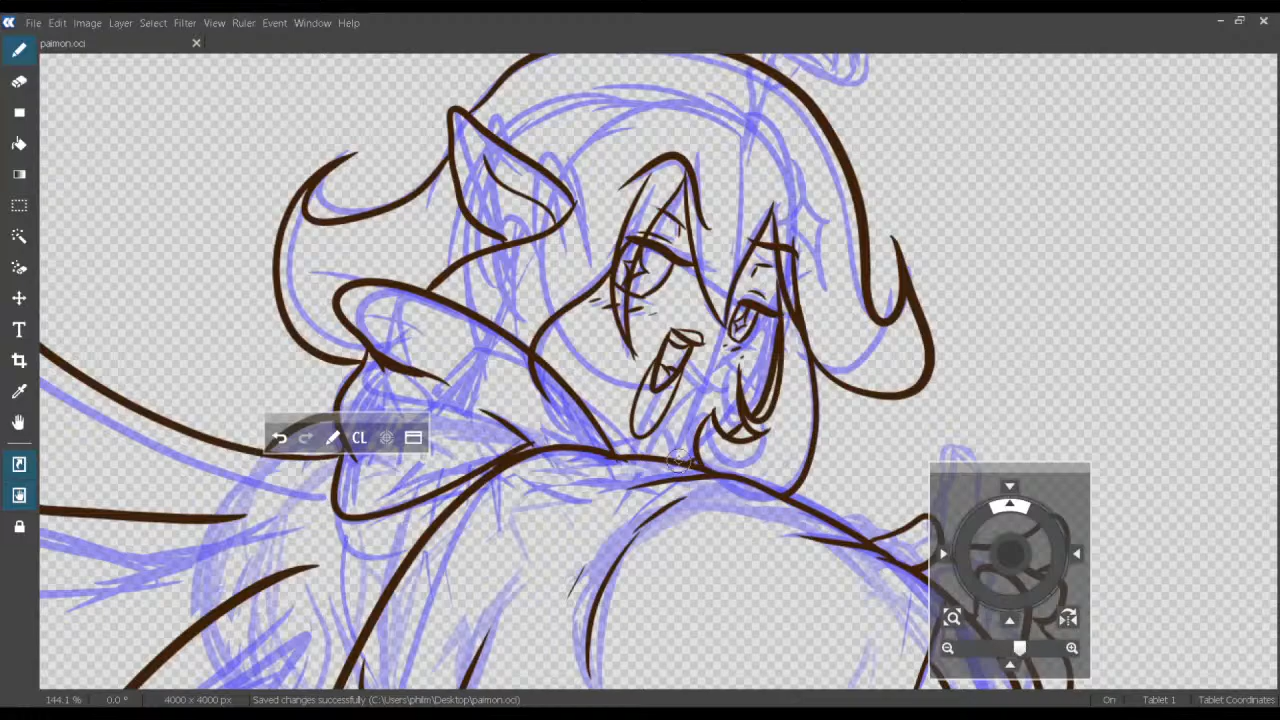 File Edit Image Layer Select Filter View Ruler Event Window Help
paimon.oci
T
CL
144.1 % 0.0 ° 4000 x 4000 px Saved changes successfully (C:\Users\philm\Desktop\paimon.oci) On Tablet 1 Tablet Coordinates